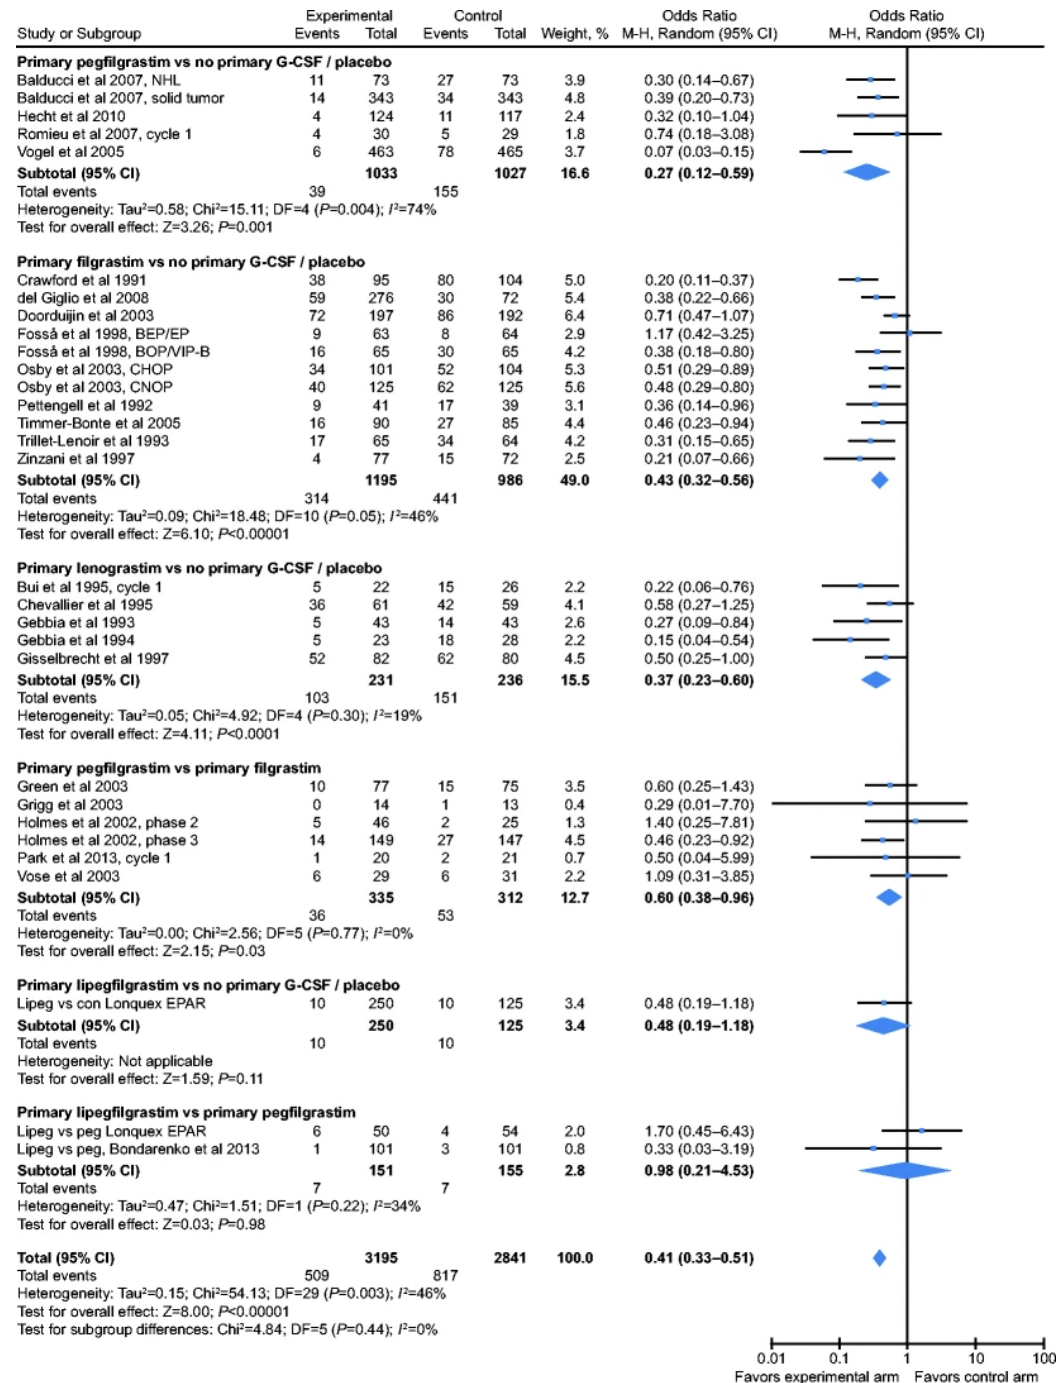 Experimental Control Odds Ratio Odds Ratio
Study or Subgroup Events Total Events Total Weight, % M-H, Random (95% CI) M-H, Random (95% CI)
Primary pegfilgrastim vs no primary G-CSF / placebo
Balducci et al 2007, NHL 11 73 27 73 3.9 0.30 (0.14–0.67)
Balducci et al 2007, solid tumor 14 343 34 343 4.8 0.39 (0.20–0.73)
Hecht et al 2010 4 124 11 117 2.4 0.32 (0.10–1.04)
Romieu et al 2007, cycle 1 4 30 5 29 1.8 0.74 (0.18–3.08)
Vogel et al 2005 6 463 78 465 3.7 0.07 (0.03–0.15)
Subtotal (95% CI) 1033 1027 16.6 0.27 (0.12–0.59)
Total events 39 155
Heterogeneity: Tau²=0.58; Chi²=15.11; DF=4 (P=0.004); I²=74%
Test for overall effect: Z=3.26; P=0.001
Primary filgrastim vs no primary G-CSF / placebo
Crawford et al 1991 38 95 80 104 5.0 0.20 (0.11–0.37)
del Giglio et al 2008 59 276 30 72 5.4 0.38 (0.22–0.66)
Doorduijin et al 2003 72 197 86 192 6.4 0.71 (0.47–1.07)
Fosså et al 1998, BEP/EP 9 63 8 64 2.9 1.17 (0.42–3.25)
Fosså et al 1998, BOP/VIP-B 16 65 30 65 4.2 0.38 (0.18–0.80)
Osby et al 2003, CHOP 34 101 52 104 5.3 0.51 (0.29–0.89)
Osby et al 2003, CNOP 40 125 62 125 5.6 0.48 (0.29–0.80)
Pettengell et al 1992 9 41 17 39 3.1 0.36 (0.14–0.96)
Timmer-Bonte et al 2005 16 90 27 85 4.4 0.46 (0.23–0.94)
Trillet-Lenoir et al 1993 17 65 34 64 4.2 0.31 (0.15–0.65)
Zinzani et al 1997 4 77 15 72 2.5 0.21 (0.07–0.66)
Subtotal (95% CI) 1195 986 49.0 0.43 (0.32–0.56)
Total events 314 441
Heterogeneity: Tau²=0.09; Chi²=18.48; DF=10 (P=0.05); I²=46%
Test for overall effect: Z=6.10; P<0.00001
Primary lenograstim vs no primary G-CSF / placebo
Bui et al 1995, cycle 1 5 22 15 26 2.2 0.22 (0.06–0.76)
Chevallier et al 1995 36 61 42 59 4.1 0.58 (0.27–1.25)
Gebbia et al 1993 5 43 14 43 2.6 0.27 (0.09–0.84)
Gebbia et al 1994 5 23 18 28 2.2 0.15 (0.04–0.54)
Gisselbrecht et al 1997 52 82 62 80 4.5 0.50 (0.25–1.00)
Subtotal (95% CI) 231 236 15.5 0.37 (0.23–0.60)
Total events 103 151
Heterogeneity: Tau²=0.05; Chi²=4.92; DF=4 (P=0.30); I²=19%
Test for overall effect: Z=4.11; P<0.0001
Primary pegfilgrastim vs primary filgrastim
Green et al 2003 10 77 15 75 3.5 0.60 (0.25–1.43)
Grigg et al 2003 0 14 1 13 0.4 0.29 (0.01–7.70)
Holmes et al 2002, phase 2 5 46 2 25 1.3 1.40 (0.25–7.81)
Holmes et al 2002, phase 3 14 149 27 147 4.5 0.46 (0.23–0.92)
Park et al 2013, cycle 1 1 20 2 21 0.7 0.50 (0.04–5.99)
Vose et al 2003 6 29 6 31 2.2 1.09 (0.31–3.85)
Subtotal (95% CI) 335 312 12.7 0.60 (0.38–0.96)
Total events 36 53
Heterogeneity: Tau²=0.00; Chi²=2.56; DF=5 (P=0.77); I²=0%
Test for overall effect: Z=2.15; P=0.03
Primary lipegfilgrastim vs no primary G-CSF / placebo
Lipeg vs con Lonquex EPAR 10 250 10 125 3.4 0.48 (0.19–1.18)
Subtotal (95% CI) 250 125 3.4 0.48 (0.19–1.18)
Total events 10 10
Heterogeneity: Not applicable
Test for overall effect: Z=1.59; P=0.11
Primary lipegfilgrastim vs primary pegfilgrastim
Lipeg vs peg Lonquex EPAR 6 50 4 54 2.0 1.70 (0.45–6.43)
Lipeg vs peg, Bondarenko et al 2013 1 101 3 101 0.8 0.33 (0.03–3.19)
Subtotal (95% CI) 151 155 2.8 0.98 (0.21–4.53)
Total events 7 7
Heterogeneity: Tau²=0.47; Chi²=1.51; DF=1 (P=0.22); I²=34%
Test for overall effect: Z=0.03; P=0.98
Total (95% CI) 3195 2841 100.0 0.41 (0.33–0.51)
Total events 509 817
Heterogeneity: Tau²=0.15; Chi²=54.13; DF=29 (P=0.003); I²=46%
Test for overall effect: Z=8.00; P<0.00001
Test for subgroup differences: Chi²=4.84; DF=5 (P=0.44); I²=0%
0.01 0.1 1 10 100
Favors experimental arm Favors control arm